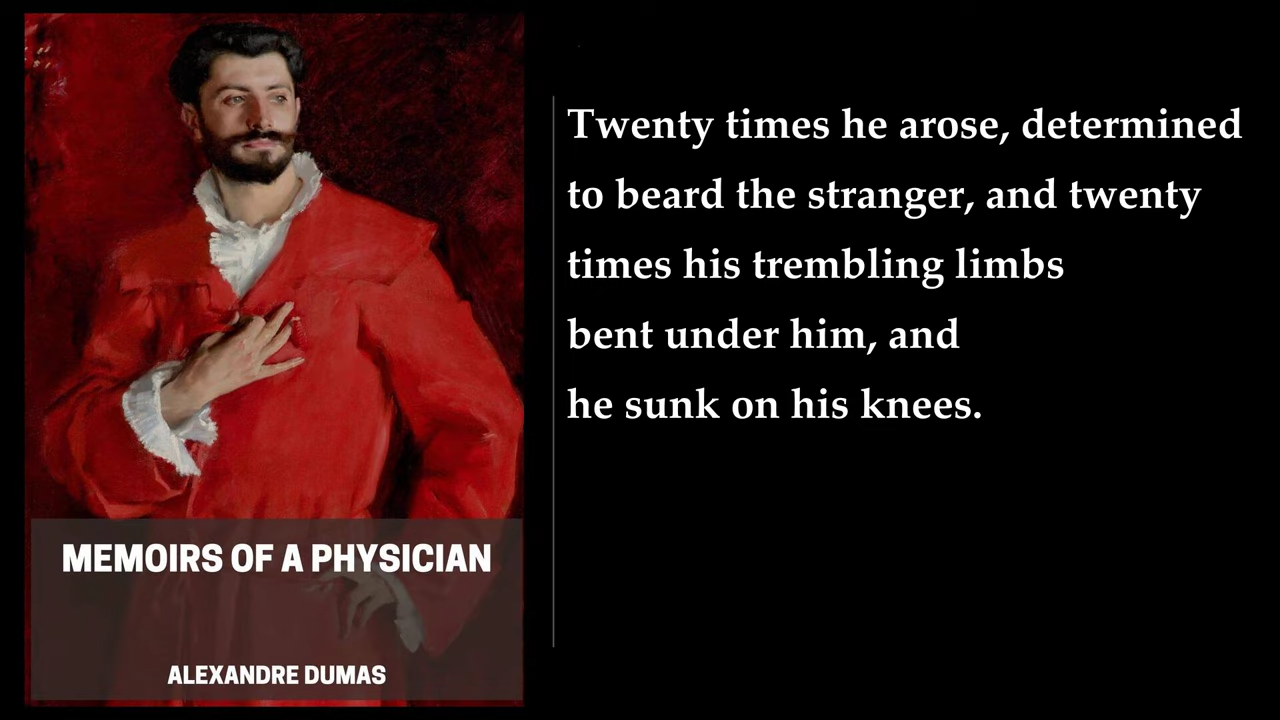 Twenty times he arose, determined
to beard the stranger, and twenty
times his trembling limbs
bent under him, and
he sunk on his knees.
MEMOIRS OF A PHYSICIAN
ALEXANDRE DUMAS